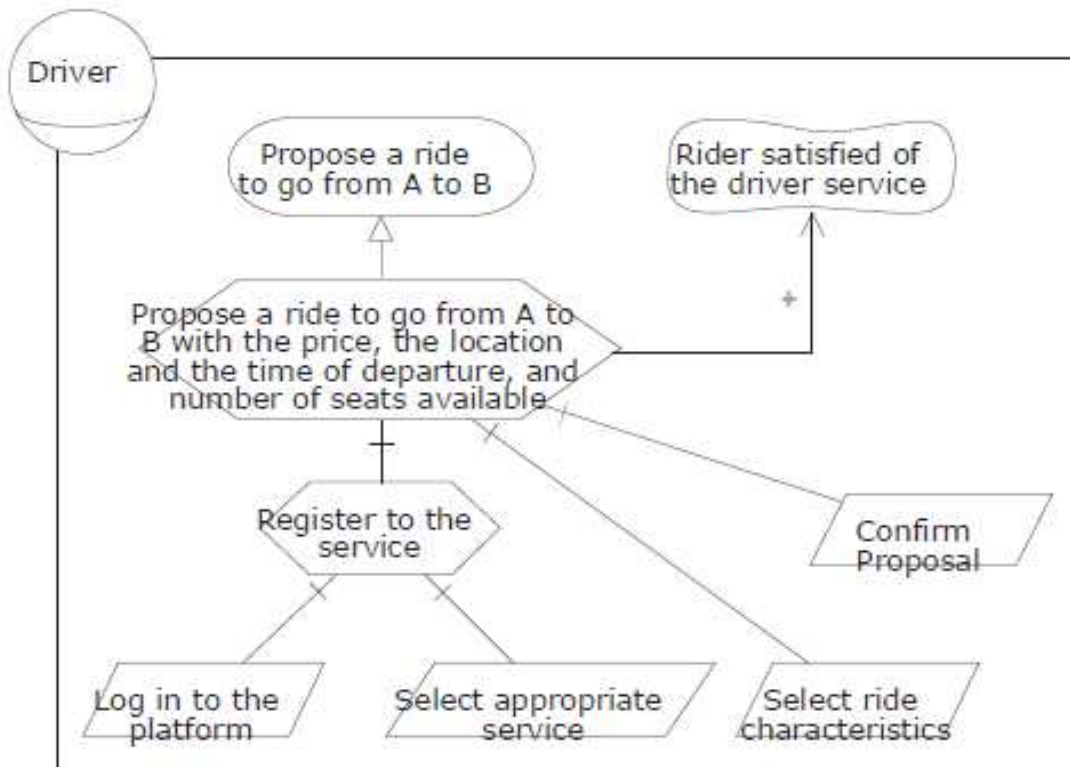 Driver
Propose a ride
to go from A to B
Rider satisfied of
the driver service
Propose a ride to go from A to
B with the price, the location
and the time of departure, and
number of seats available
+
Register to the
service
Confirm
Proposal
Log in to the
platform
Select appropriate
service
Select ride
characteristics